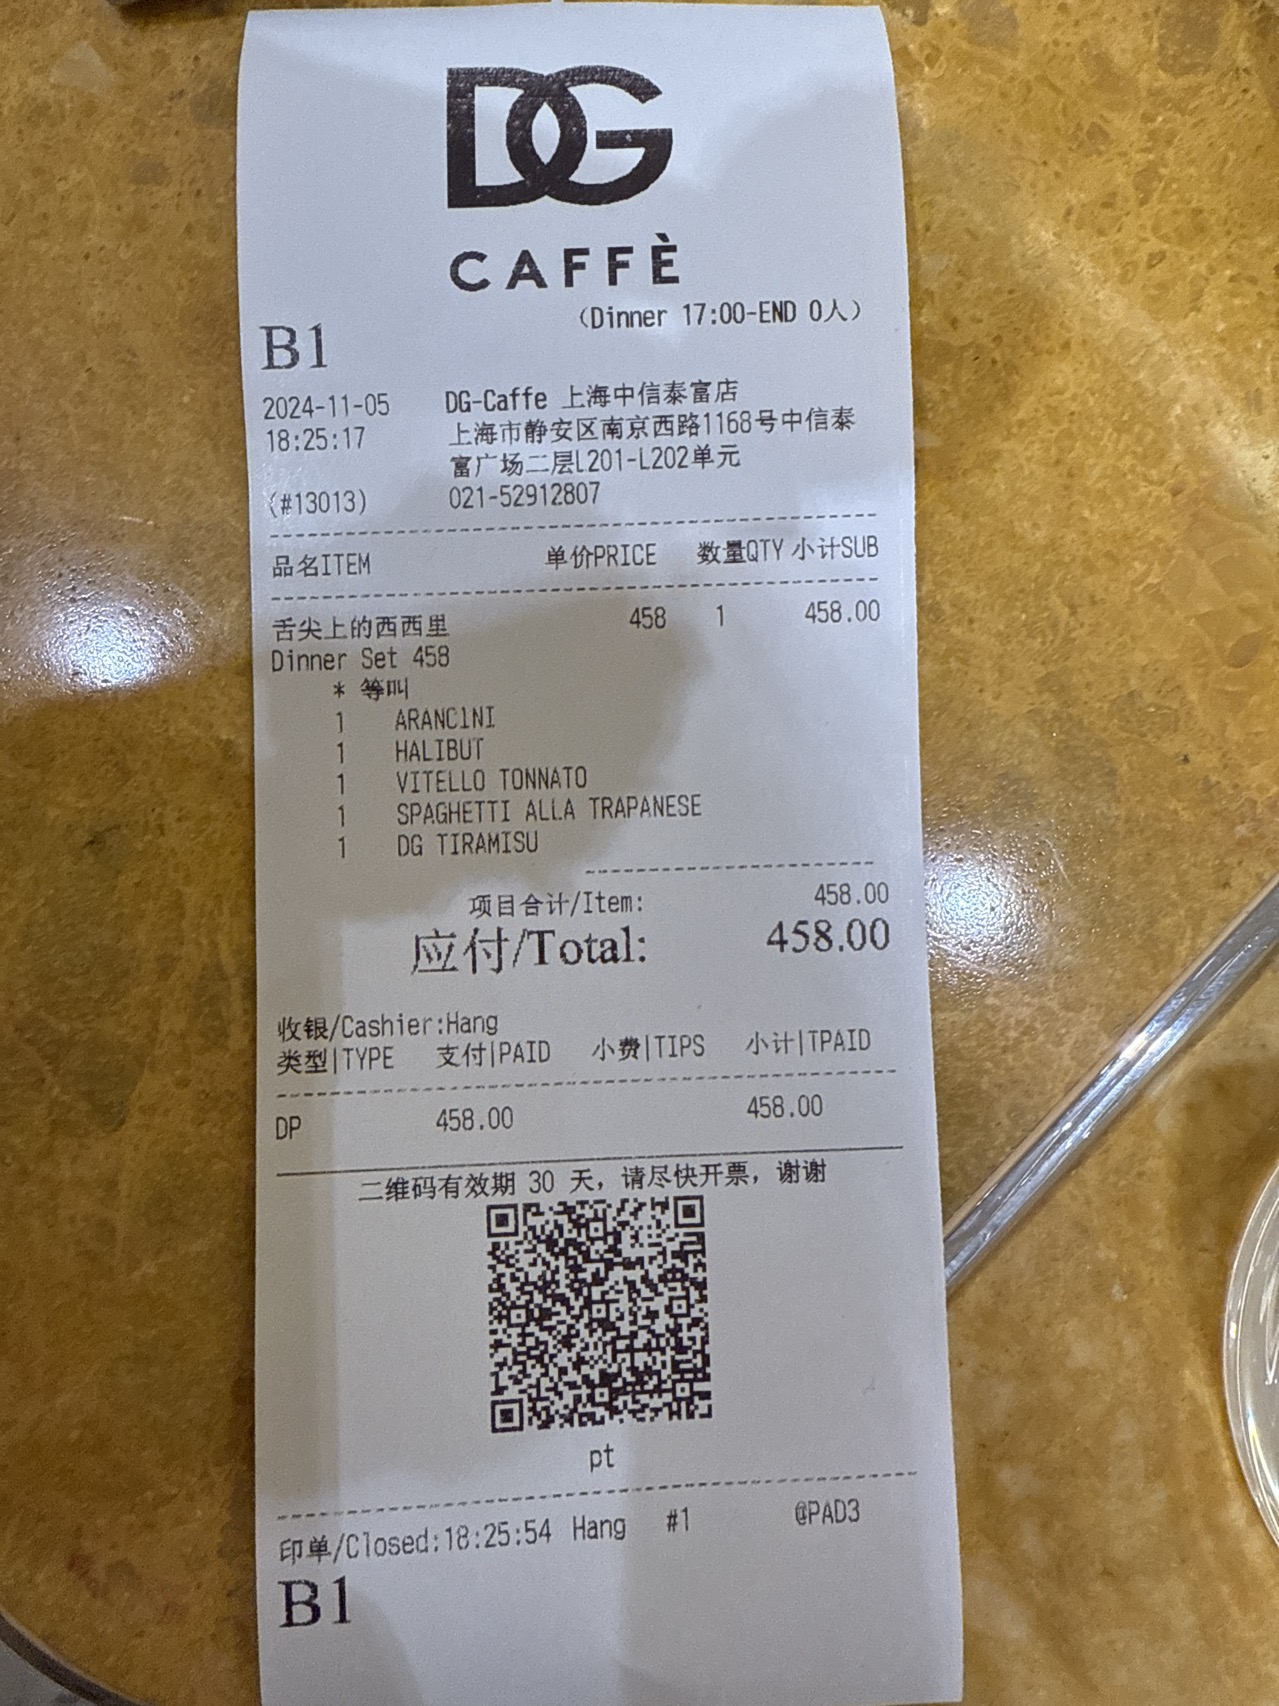 DG
CAFFÈ
(Dinner 17:00-END 0人)
B1
2024-11-05 DG-Caffe 上海中信泰富店
18:25:17 上海市静安区南京西路1168号中信泰
富广场二层L201-L202单元
(#13013) 021-52912807
品名ITEM 单价PRICE 数量QTY 小计SUB
舌尖上的西西里 458 1 458.00
Dinner Set 458
* 等叫
1 ARANCINI
1 HALIBUT
1 VITELLO TONNATO
1 SPAGHETTI ALLA TRAPANESE
1 DG TIRAMISU
项目合计/Item: 458.00
应付/Total: 458.00
收银/Cashier:Hang
类型|TYPE 支付|PAID 小费|TIPS 小计|TPAID
DP 458.00 458.00
二维码有效期 30 天，请尽快开票，谢谢
pt
印单/Closed:18:25:54 Hang #1 @PAD3
B1